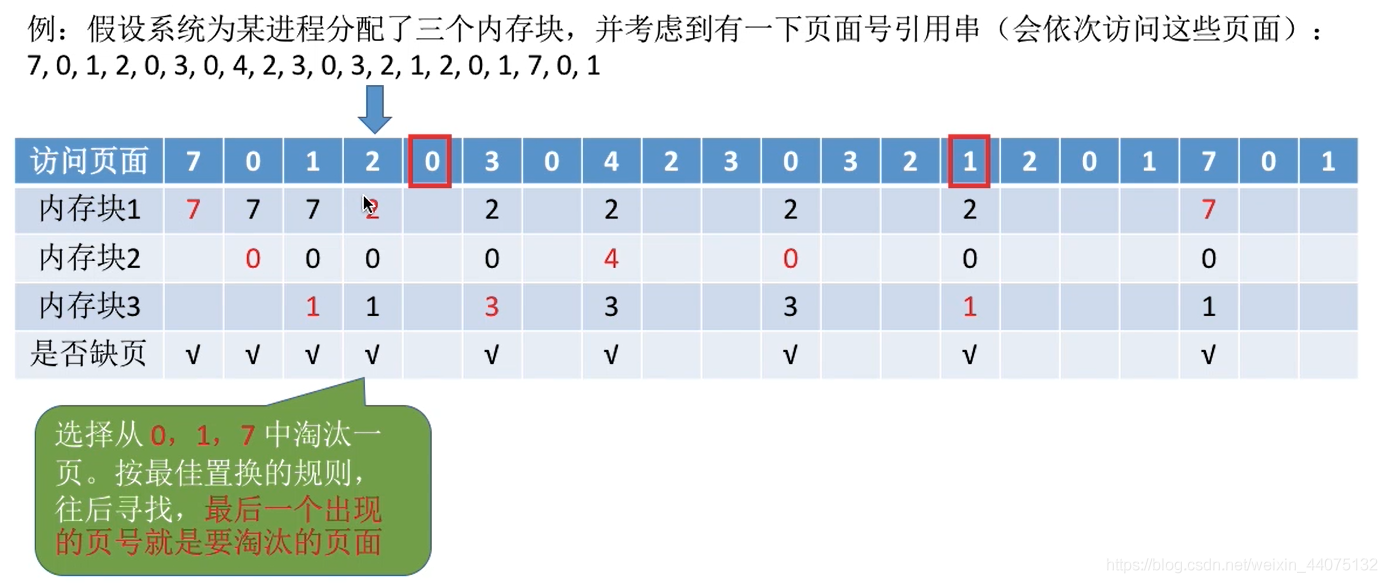 例：假设系统为某进程分配了三个内存块，并考虑到有一下页面号引用串（会依次访问这些页面）：
7, 0, 1, 2, 0, 3, 0, 4, 2, 3, 0, 3, 2, 1, 2, 0, 1, 7, 0, 1
访问页面 7 0 1 2 0 3 0 4 2 3 0 3 2 1 2 0 1 7 0 1
内存块1 7 7 7 2 2 2 2 2 7
内存块2 0 0 0 0 4 0 0 0
内存块3 1 1 3 3 3 1 1
是否缺页 √ √ √ √ √ √ √ √ √
选择从 0，1，7 中淘汰一
页。按最佳置换的规则，
往后寻找，最后一个出现
的页号就是要淘汰的页面
https://blog.csdn.net/weixin_44075132